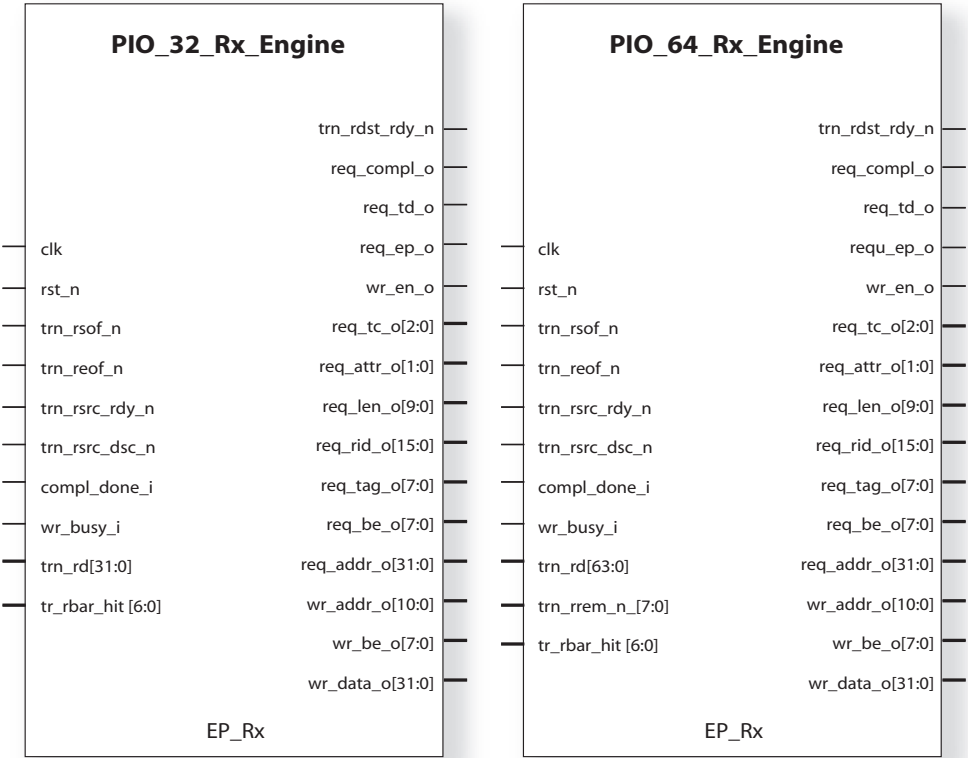 PIO_32_Rx_Engine
trn_rdst_rdy_n
req_compl_o
req_td_o
clk
req_ep_o
rst_n
wr_en_o
trn_rsof_n
req_tc_o[2:0]
trn_reof_n
req_attr_o[1:0]
trn_rsrc_rdy_n
req_len_o[9:0]
trn_rsrc_dsc_n
req_rid_o[15:0]
compl_done_i
req_tag_o[7:0]
wr_busy_i
req_be_o[7:0]
trn_rd[31:0]
req_addr_o[31:0]
tr_rbar_hit [6:0]
wr_addr_o[10:0]
wr_be_o[7:0]
wr_data_o[31:0]
EP_Rx
PIO_64_Rx_Engine
trn_rdst_rdy_n
req_compl_o
req_td_o
clk
requ_ep_o
rst_n
wr_en_o
trn_rsof_n
req_tc_o[2:0]
trn_reof_n
req_attr_o[1:0]
trn_rsrc_rdy_n
req_len_o[9:0]
trn_rsrc_dsc_n
req_rid_o[15:0]
compl_done_i
req_tag_o[7:0]
wr_busy_i
req_be_o[7:0]
trn_rd[63:0]
req_addr_o[31:0]
trn_rrem_n_[7:0]
wr_addr_o[10:0]
tr_rbar_hit [6:0]
wr_be_o[7:0]
wr_data_o[31:0]
EP_Rx